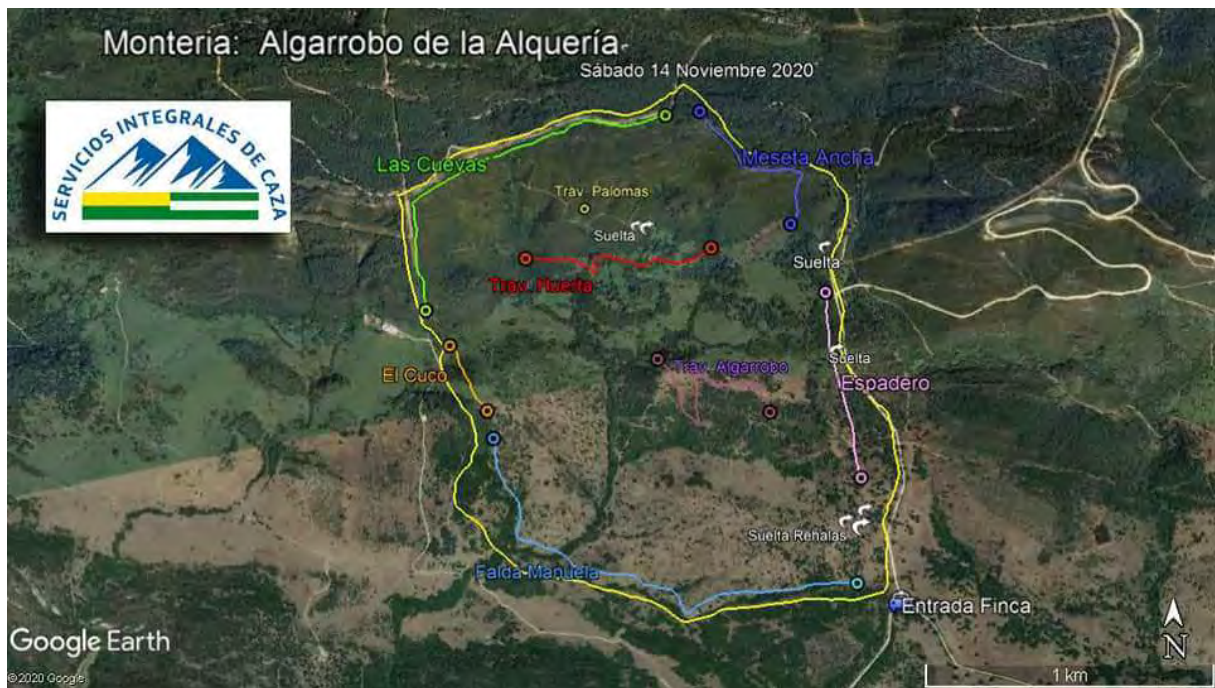 Monteria: Algarrobo de la Alquería
Sábado 14 Noviembre 2020
SERVICIOS INTEGRALES DE CAZA
Las Cuevas
Meseta Ancha
Trav. Palomas
Suelta
Suelta
Trav. Huerta
Suelta
El Cuco
Trav. Algarrobo
Espadero
Suelta Rehalas
Falda Manuela
Entrada Finca
Google Earth
N
©2020 Google
1 km